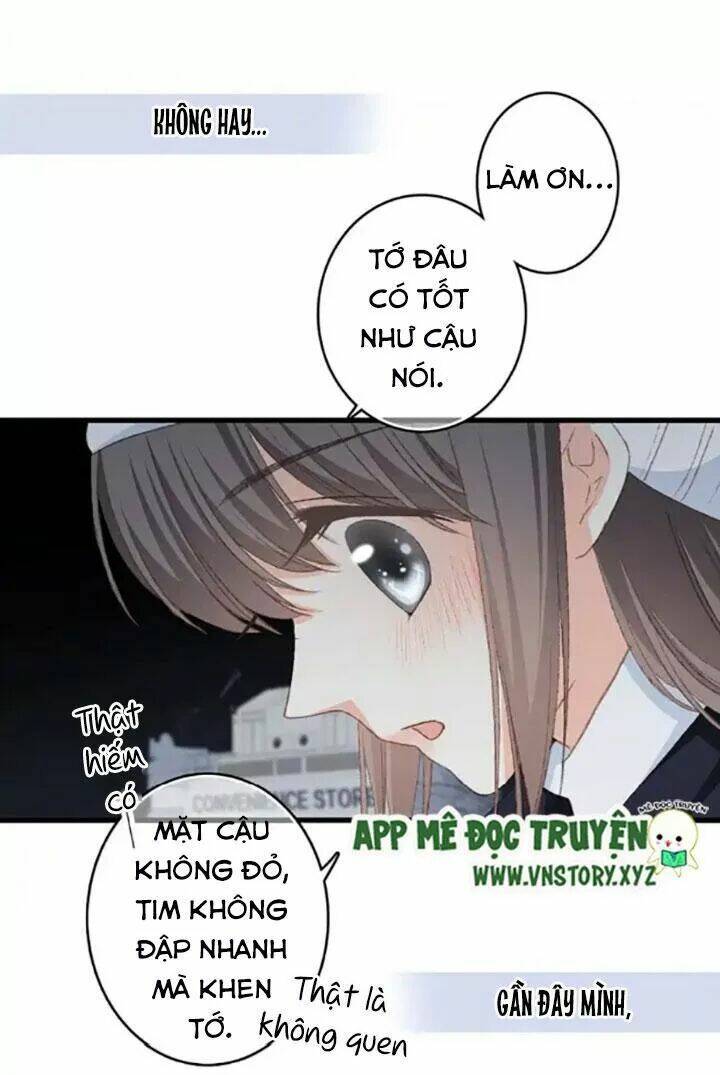 KHÔNG HAY...
LÀM ƠN...
TỚ ĐÂU
CÓ TỐT
NHƯ CẬU
NÓI.
Thật
hiếm
có
CONVENIENCE STORE
MẶT CẬU
KHÔNG ĐỎ,
TIM KHÔNG
ĐẬP NHANH
MÀ KHEN
TỚ.
Thật là
không quen
MÊ ĐỌC TRUYỆN
APP MÊ ĐỌC TRUYỆN
WWW.VNSTORY.XYZ
GẦN ĐÂY MÌNH,